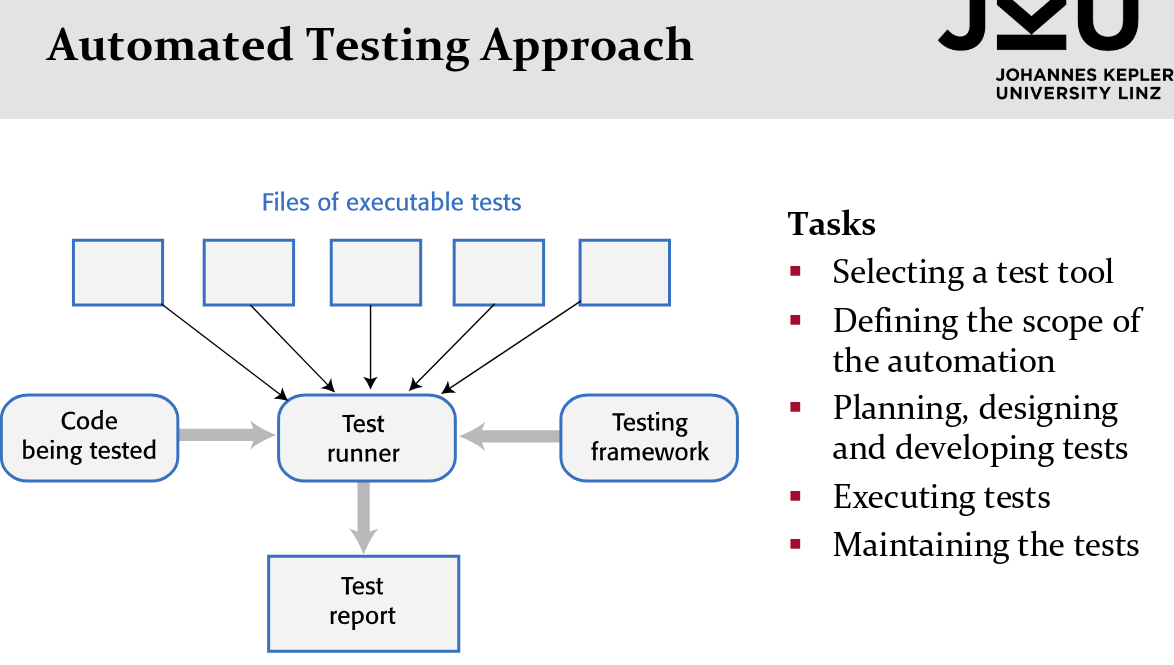 Automated Testing Approach
JKU
JOHANNES KEPLER
UNIVERSITY LINZ
Files of executable tests
Code
being tested
Test
runner
Testing
framework
Test
report
Tasks
Selecting a test tool
Defining the scope of
the automation
Planning, designing
and developing tests
Executing tests
Maintaining the tests